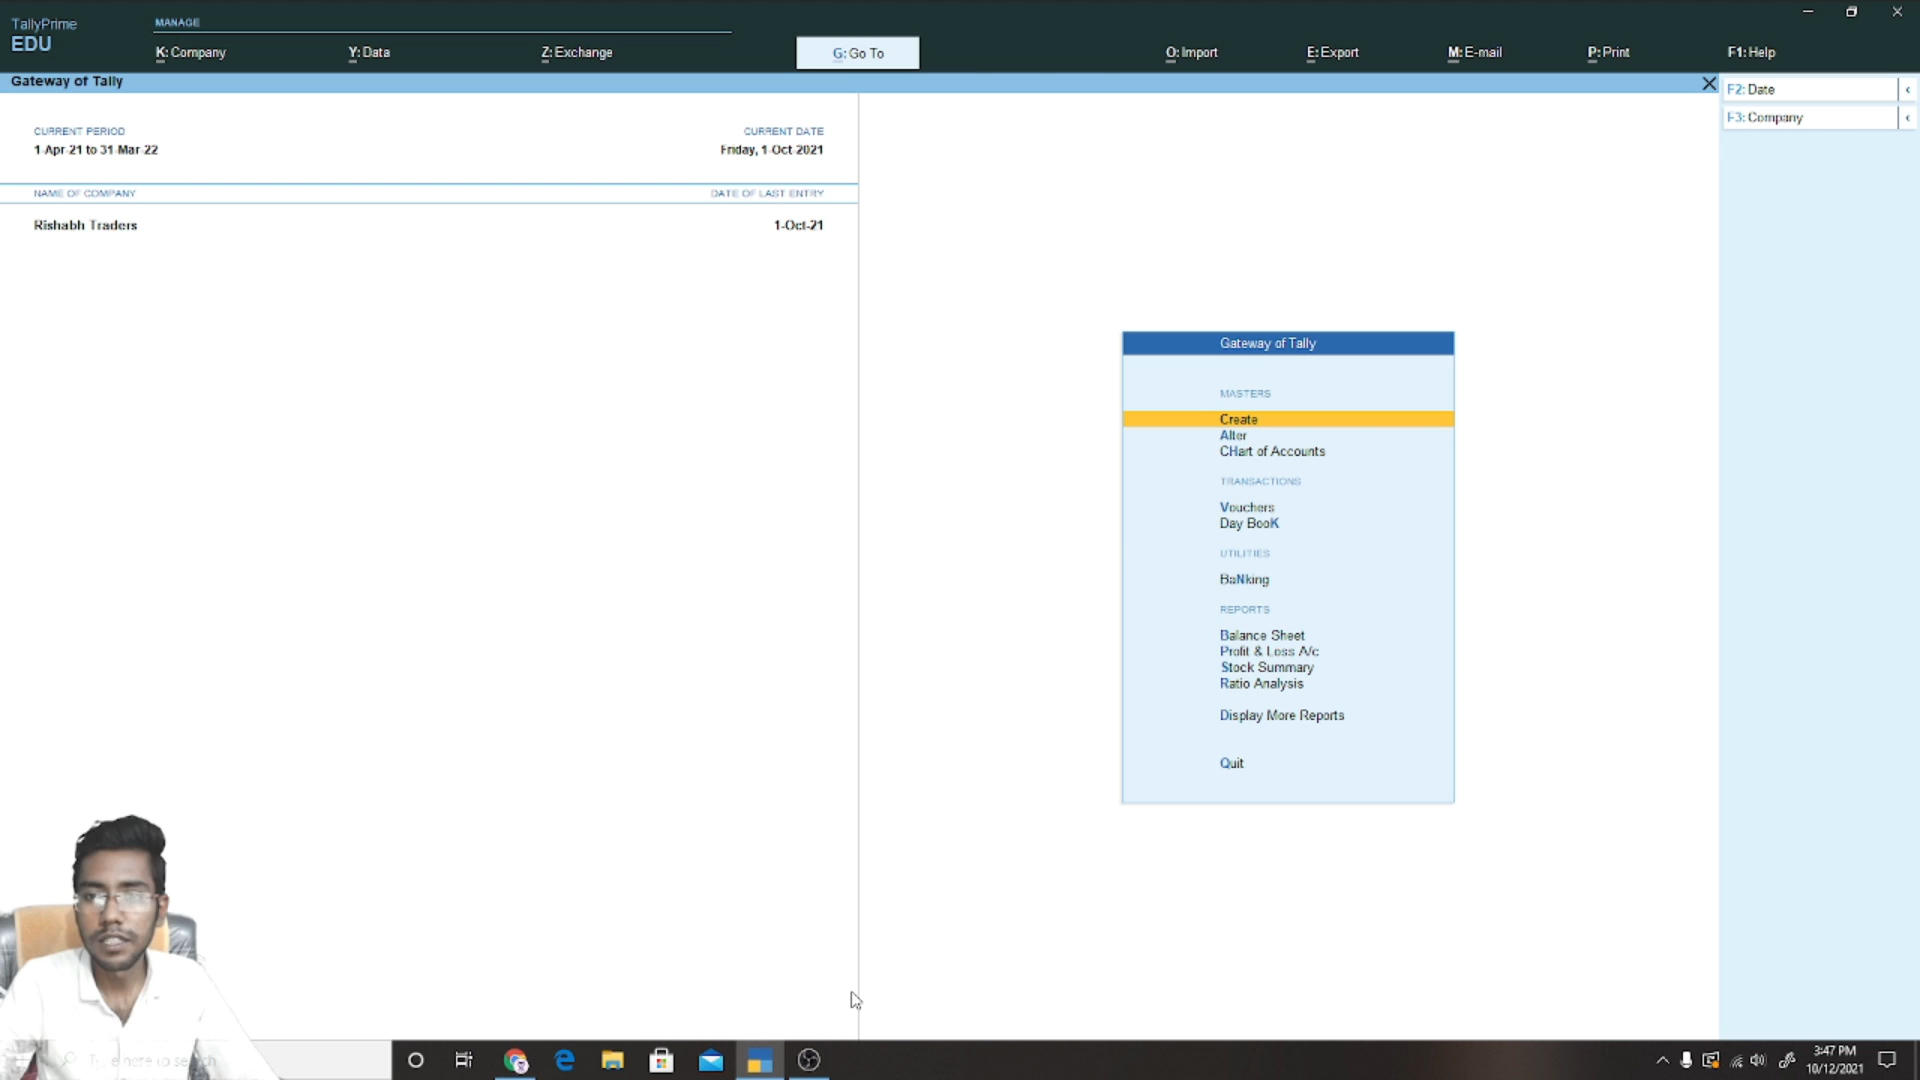 TallyPrime
EDU
MANAGE
K: Company
Y: Data
Z: Exchange
G: Go To
O: Import
E: Export
M: E-mail
P: Print
F1: Help
Gateway of Tally
F2: Date
F3: Company
CURRENT PERIOD
CURRENT DATE
1-Apr-21 to 31-Mar-22
Friday, 1-Oct-2021
NAME OF COMPANY
DATE OF LAST ENTRY
Rishabh Traders
1-Oct-21
Gateway of Tally
MASTERS
Create
Alter
CHart of Accounts
TRANSACTIONS
Vouchers
Day BooK
UTILITIES
BaNking
REPORTS
Balance Sheet
Profit & Loss A/c
Stock Summary
Ratio Analysis
Display More Reports
Quit
Type here to search
3:47 PM
10/12/2021